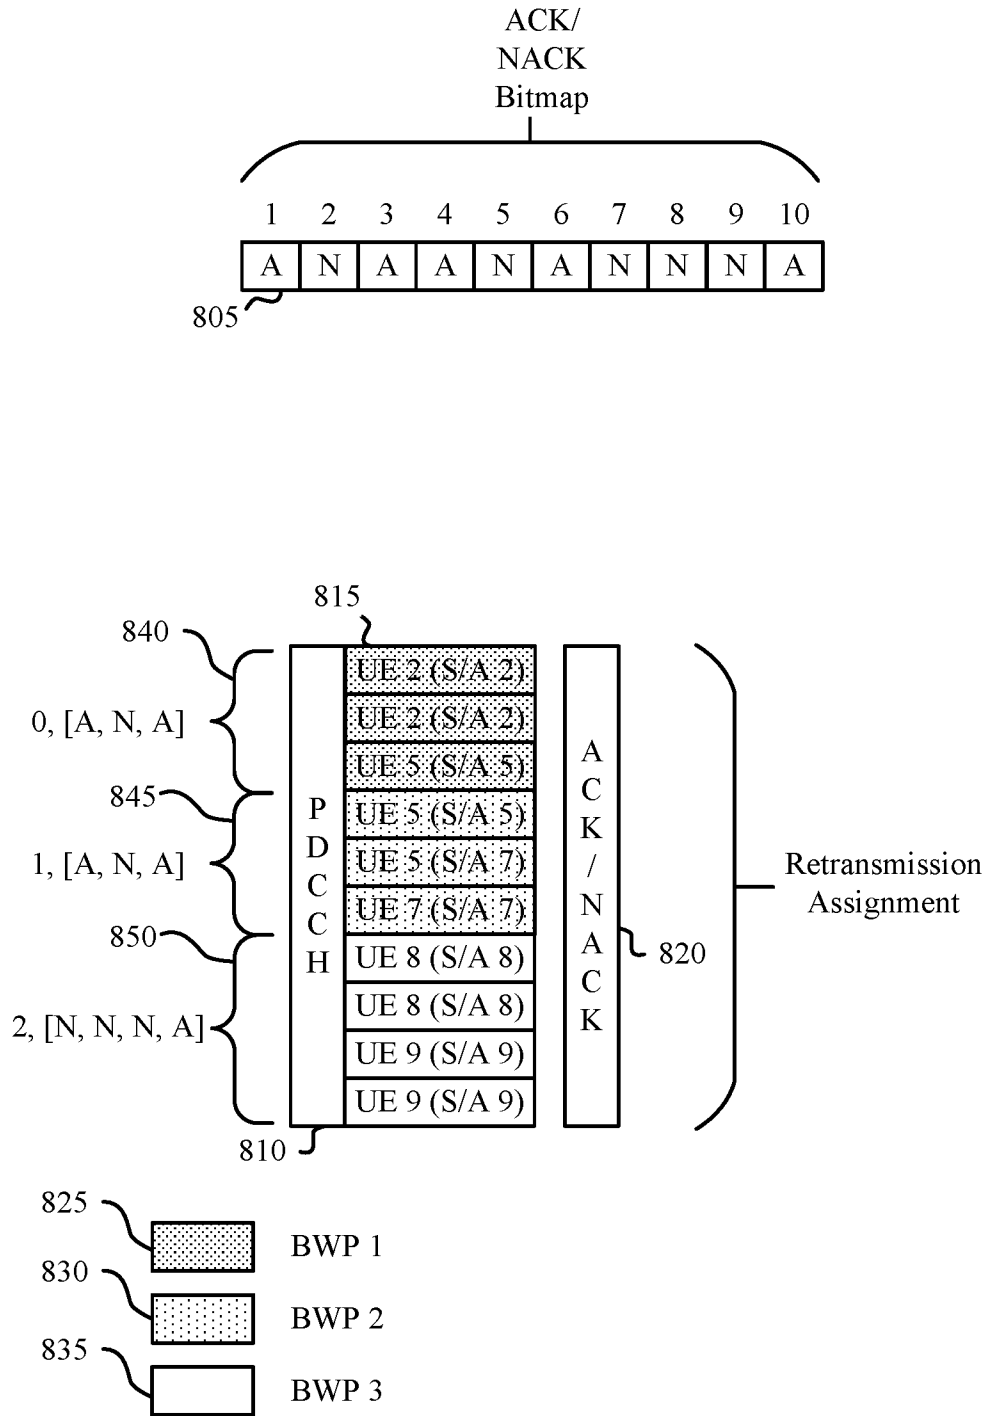 ACK/
NACK
Bitmap
1 2 3 4 5 6 7 8 9 10
A N A A N A N N N A
805
815
840
UE 2 (S/A 2)
0, [A, N, A]
UE 2 (S/A 2)
UE 5 (S/A 5)
845
UE 5 (S/A 5)
1, [A, N, A]
UE 5 (S/A 7)
UE 7 (S/A 7)
850
UE 8 (S/A 8)
2, [N, N, N, A]
UE 8 (S/A 8)
UE 9 (S/A 9)
UE 9 (S/A 9)
PDCCH
ACK/NACK
810
820
Retransmission
Assignment
825
BWP 1
830
BWP 2
835
BWP 3